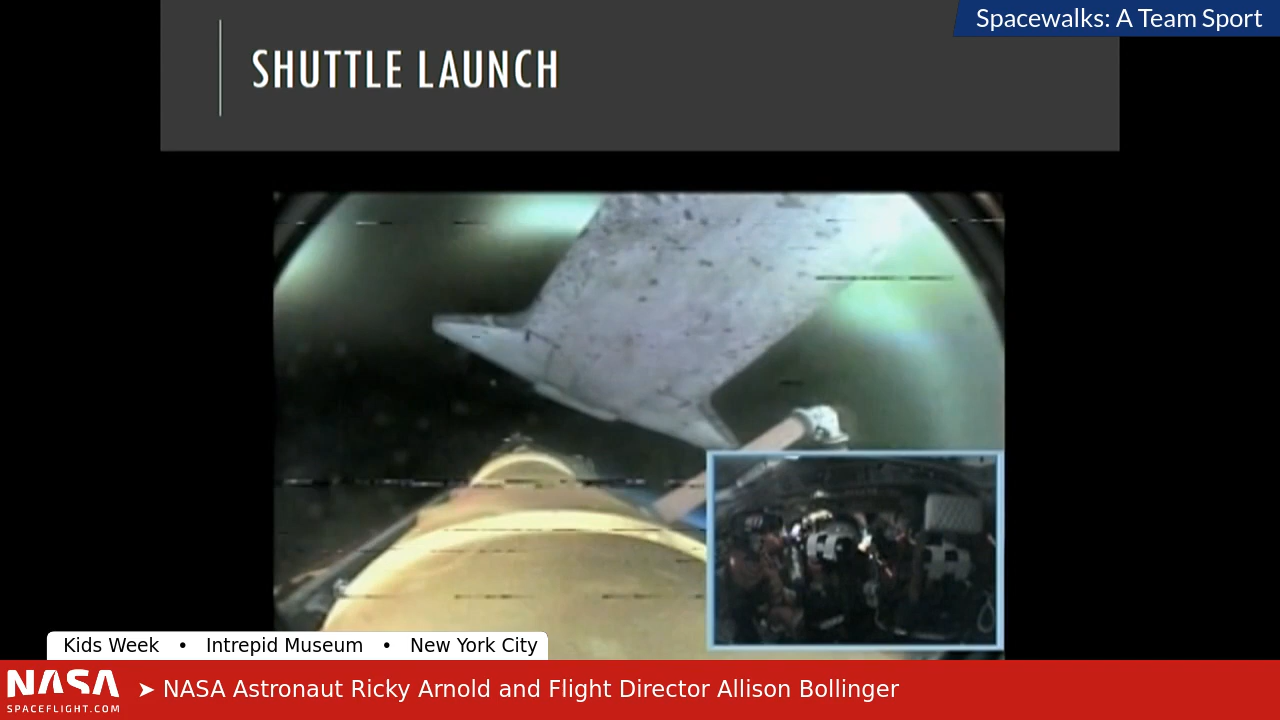 Spacewalks: A Team Sport
SHUTTLE LAUNCH
Kids Week • Intrepid Museum • New York City
NASA
SPACEFLIGHT.COM
➤ NASA Astronaut Ricky Arnold and Flight Director Allison Bollinger